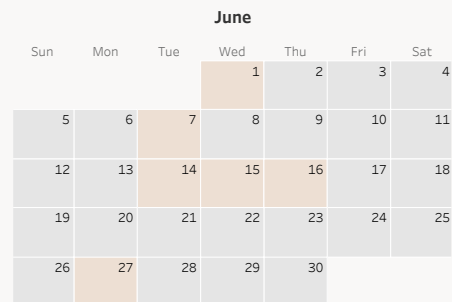 June
Sun Mon Tue Wed Thu Fri Sat
1 2 3 4
5 6 7 8 9 10 11
12 13 14 15 16 17 18
19 20 21 22 23 24 25
26 27 28 29 30